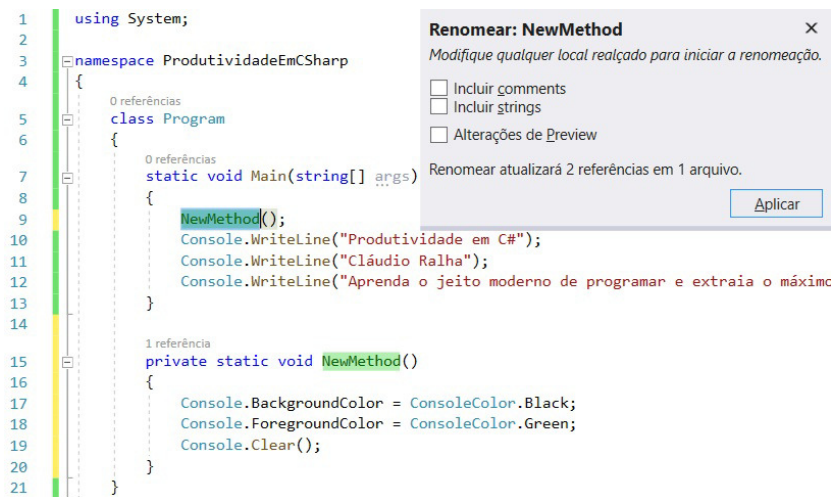 1 using System;
2
3 namespace ProdutividadeEmCSharp
4 {
0 referências
5 class Program
6 {
0 referências
7 static void Main(string[] args)
8 {
9 NewMethod();
10 Console.WriteLine("Produtividade em C#");
11 Console.WriteLine("Cláudio Ralha");
12 Console.WriteLine("Aprenda o jeito moderno de programar e extraia o máximo
13 }
14
1 referência
15 private static void NewMethod()
16 {
17 Console.BackgroundColor = ConsoleColor.Black;
18 Console.ForegroundColor = ConsoleColor.Green;
19 Console.Clear();
20 }
21 }
Renomear: NewMethod
Modifique qualquer local realçado para iniciar a renomeação.
Incluir comments
Incluir strings
Alterações de Preview
Renomear atualizará 2 referências em 1 arquivo.
Aplicar